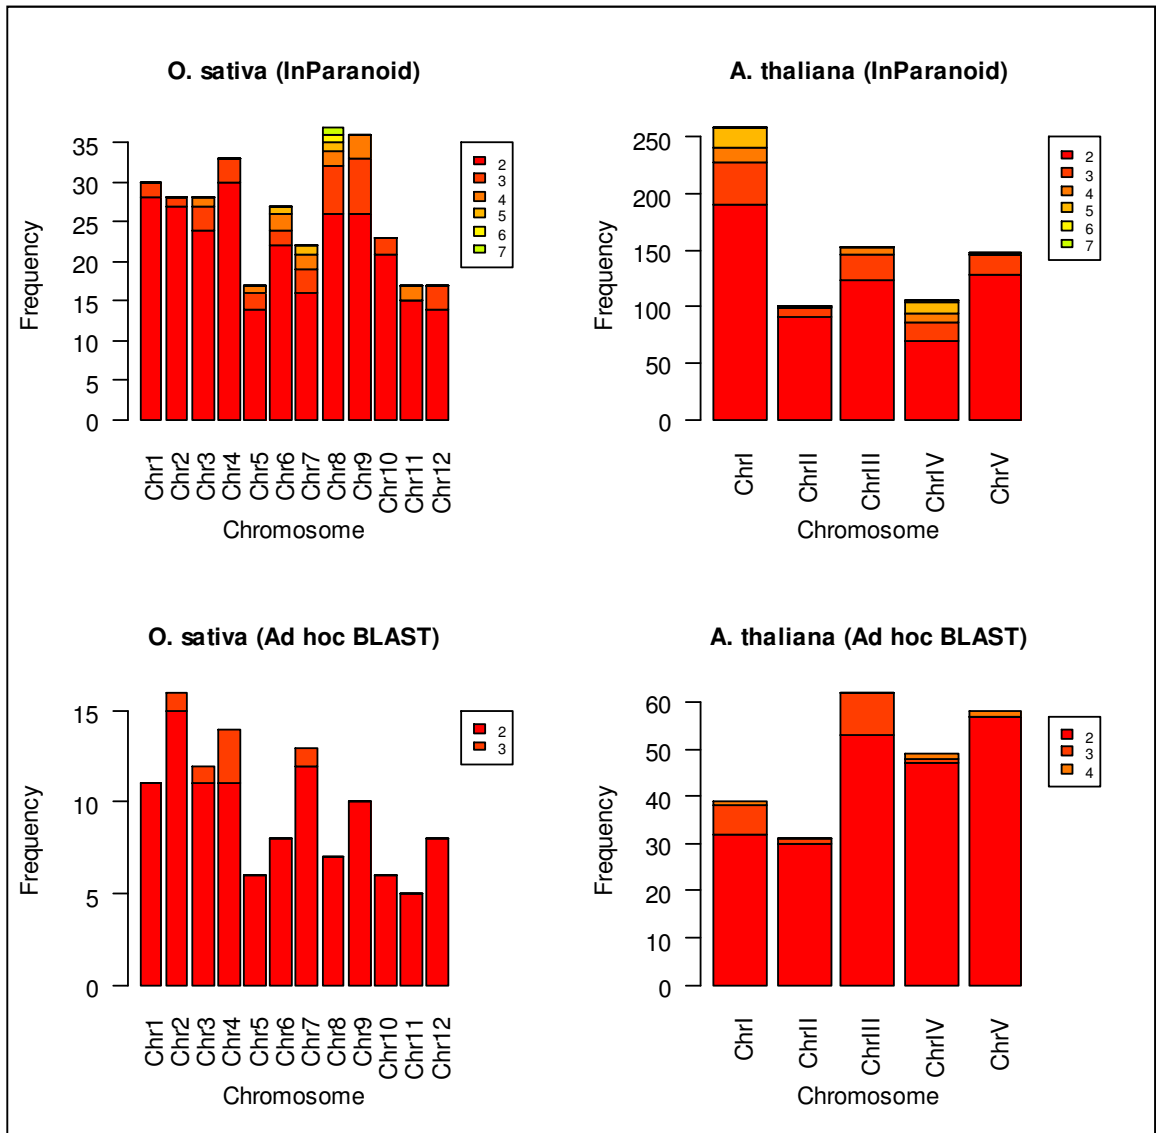 O. sativa (InParanoid)
Frequency
35
30
25
20
15
10
5
0
Chr1
Chr2
Chr3
Chr4
Chr5
Chr6
Chr7
Chr8
Chr9
Chr10
Chr11
Chr12
Chromosome
2
3
4
5
6
7
A. thaliana (InParanoid)
Frequency
250
200
150
100
50
0
ChrI
ChrII
ChrIII
ChrIV
ChrV
Chromosome
2
3
4
5
6
7
O. sativa (Ad hoc BLAST)
Frequency
15
10
5
0
Chr1
Chr2
Chr3
Chr4
Chr5
Chr6
Chr7
Chr8
Chr9
Chr10
Chr11
Chr12
Chromosome
2
3
A. thaliana (Ad hoc BLAST)
Frequency
60
50
40
30
20
10
0
ChrI
ChrII
ChrIII
ChrIV
ChrV
Chromosome
2
3
4